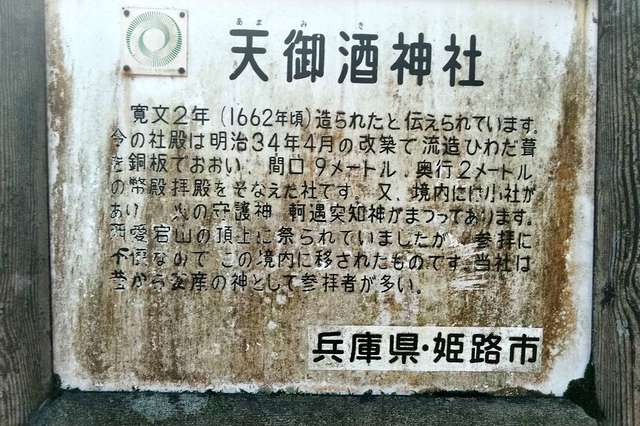 あまみき
天御酒神社
寛文2年(1662年頃)造られたと伝えられています。
今の社殿は明治34年4月の改築で流造ひわだ葺
を銅板でおおい、間口9メートル、奥行2メートル
の幣殿拝殿をそなえた社です。又、境内には小社が
あり 火の守護神 軻遇突知神がまつってあります。
愛宕山の頂上に祭られていましたが、参拝に
不便なので、この境内に移されたものです。当社は
昔から安産の神として参拝者が多い。
兵庫県・姫路市